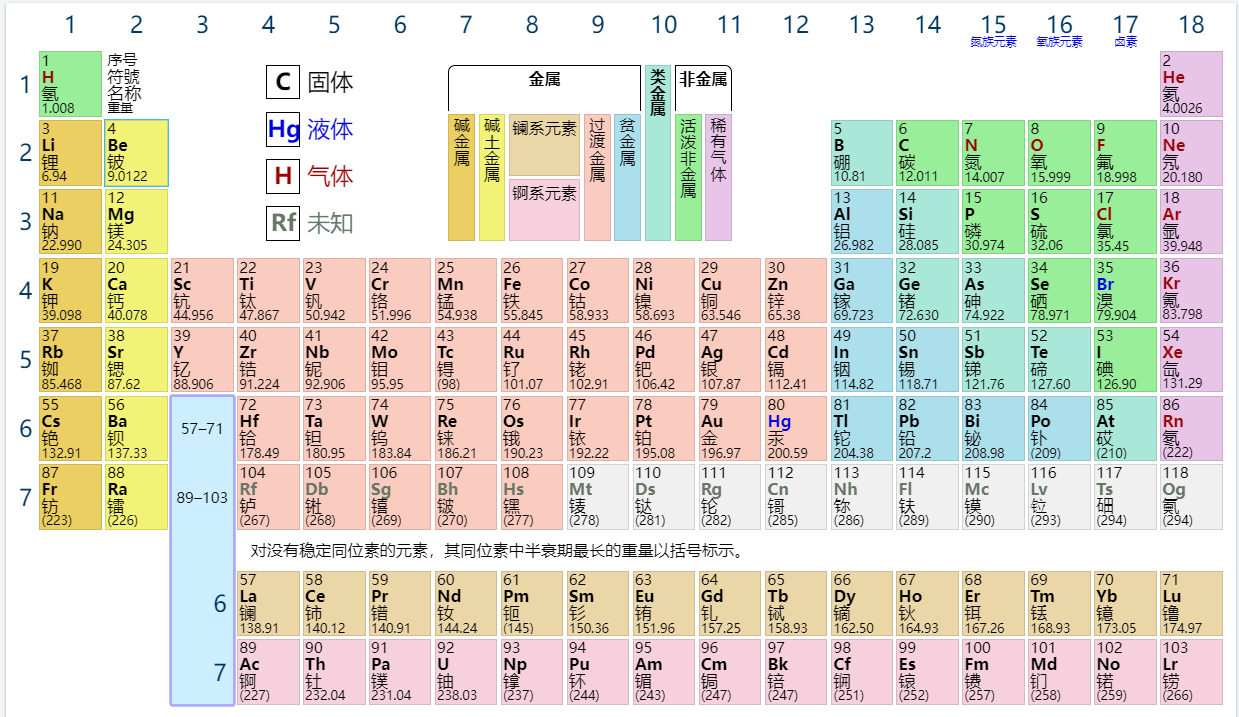 1 2 3 4 5 6 7 8 9 10 11 12 13 14 15 16 17 18
氮族元素 氧族元素 卤素
1
1 序号 2
H 符號 He
氢 名称 氦
1.008 重量 4.0026
C 固体
Hg 液体
H 气体
Rf 未知
金属 类金属 非金属
碱金属 碱土金属 镧系元素 锕系元素 过渡金属 贫金属 活泼非金属 稀有气体
2
3 4 5 6 7 8 9 10
Li Be B C N O F Ne
锂 铍 硼 碳 氮 氧 氟 氖
6.94 9.0122 10.81 12.011 14.007 15.999 18.998 20.180
3
11 12 13 14 15 16 17 18
Na Mg Al Si P S Cl Ar
钠 镁 铝 硅 磷 硫 氯 氩
22.990 24.305 26.982 28.085 30.974 32.06 35.45 39.948
4
19 20 21 22 23 24 25 26 27 28 29 30 31 32 33 34 35 36
K Ca Sc Ti V Cr Mn Fe Co Ni Cu Zn Ga Ge As Se Br Kr
钾 钙 钪 钛 钒 铬 锰 铁 钴 镍 铜 锌 镓 锗 砷 硒 溴 氪
39.098 40.078 44.956 47.867 50.942 51.996 54.938 55.845 58.933 58.693 63.546 65.38 69.723 72.630 74.922 78.971 79.904 83.798
5
37 38 39 40 41 42 43 44 45 46 47 48 49 50 51 52 53 54
Rb Sr Y Zr Nb Mo Tc Ru Rh Pd Ag Cd In Sn Sb Te I Xe
铷 锶 钇 锆 铌 钼 锝 钌 铑 钯 银 镉 铟 锡 锑 碲 碘 氙
85.468 87.62 88.906 91.224 92.906 95.95 (98) 101.07 102.91 106.42 107.87 112.41 114.82 118.71 121.76 127.60 126.90 131.29
6
55 56 72 73 74 75 76 77 78 79 80 81 82 83 84 85 86
Cs Ba 57–71 Hf Ta W Re Os Ir Pt Au Hg Tl Pb Bi Po At Rn
铯 钡 铪 钽 钨 铼 锇 铱 铂 金 汞 铊 铅 铋 钋 砹 氡
132.91 137.33 178.49 180.95 183.84 186.21 190.23 192.22 195.08 196.97 200.59 204.38 207.2 208.98 (209) (210) (222)
7
87 88 104 105 106 107 108 109 110 111 112 113 114 115 116 117 118
Fr Ra 89–103 Rf Db Sg Bh Hs Mt Ds Rg Cn Nh Fl Mc Lv Ts Og
钫 镭 𬬻 𬭊 𬭳 𬭛 𬭶 鿏 𫟼 𬬭 鿔 鿭 𫓧 镆 𫟷 鿬 鿫
(223) (226) (267) (268) (269) (270) (277) (278) (281) (282) (285) (286) (289) (290) (293) (294) (294)
对没有稳定同位素的元素，其同位素中半衰期最长的重量以括号标示。
6
57 58 59 60 61 62 63 64 65 66 67 68 69 70 71
La Ce Pr Nd Pm Sm Eu Gd Tb Dy Ho Er Tm Yb Lu
镧 铈 镨 钕 钷 钐 铕 钆 铽 镝 钬 铒 铥 镱 镥
138.91 140.12 140.91 144.24 (145) 150.36 151.96 157.25 158.93 162.50 164.93 167.26 168.93 173.05 174.97
7
89 90 91 92 93 94 95 96 97 98 99 100 101 102 103
Ac Th Pa U Np Pu Am Cm Bk Cf Es Fm Md No Lr
锕 钍 镤 铀 镎 钚 镅 锔 锫 锎 锿 镄 钔 锘 铹
(227) 232.04 231.04 238.03 (237) (244) (243) (247) (247) (251) (252) (257) (258) (259) (266)